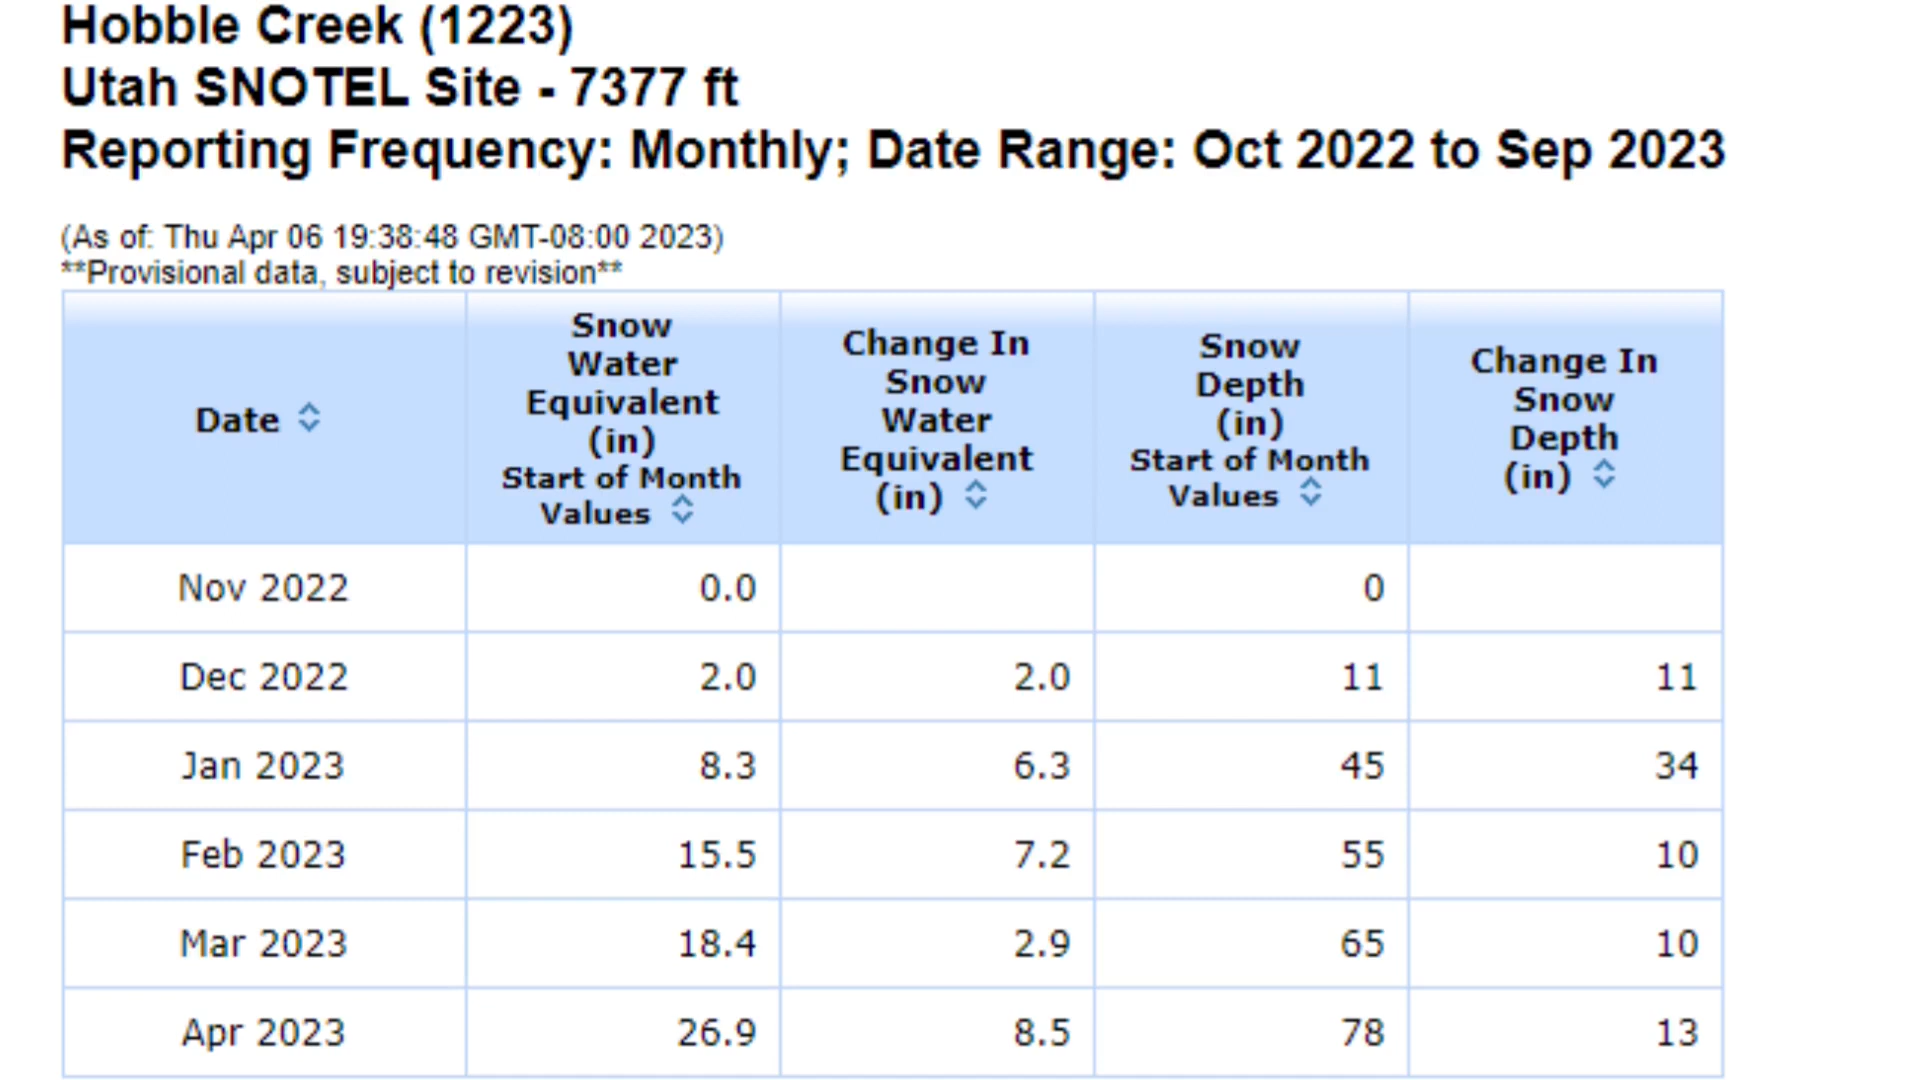 Hobble Creek (1223)
Utah SNOTEL Site - 7377 ft
Reporting Frequency: Monthly; Date Range: Oct 2022 to Sep 2023
(As of: Thu Apr 06 19:38:48 GMT-08:00 2023)
**Provisional data, subject to revision**
Date
Snow
Water
Equivalent
(in)
Start of Month
Values
Change In
Snow
Water
Equivalent
(in)
Snow
Depth
(in)
Start of Month
Values
Change In
Snow
Depth
(in)
Nov 2022 0.0 0
Dec 2022 2.0 2.0 11 11
Jan 2023 8.3 6.3 45 34
Feb 2023 15.5 7.2 55 10
Mar 2023 18.4 2.9 65 10
Apr 2023 26.9 8.5 78 13